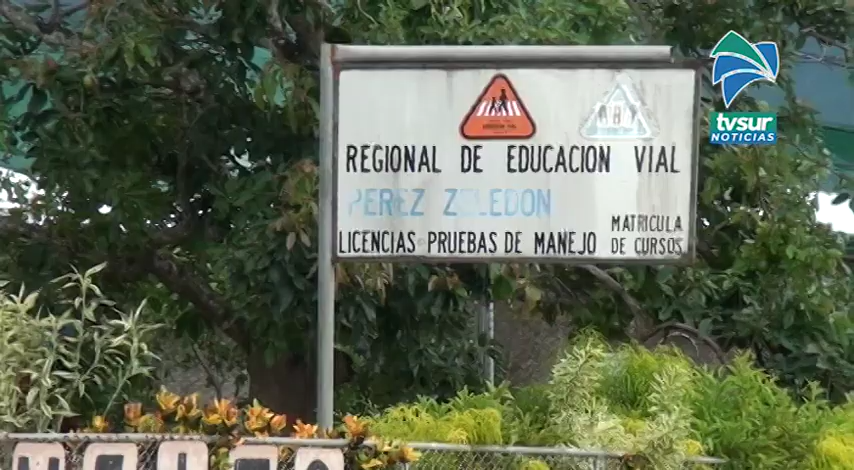 tvsur
NOTICIAS
REGIONAL DE EDUCACION VIAL
PEREZ ZELEDON
LICENCIAS PRUEBAS DE MANEJO
MATRICULA
DE CURSOS